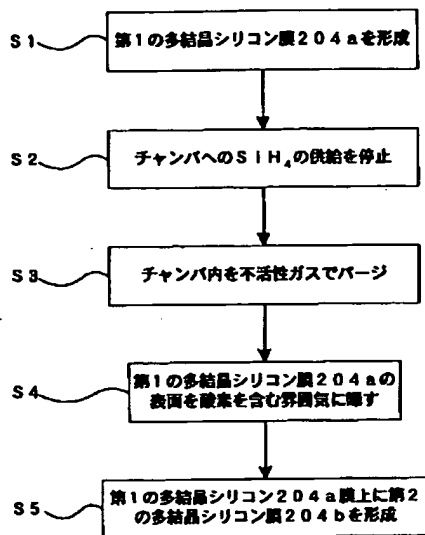 S1
第1の多結晶シリコン膜204aを形成
S2
チャンバへのSiH₄の供給を停止
S3
チャンバ内を不活性ガスでパージ
S4
第1の多結晶シリコン膜204aの
表面を酸素を含む雰囲気に曝す
S5
第1の多結晶シリコン204a膜上に第2
の多結晶シリコン膜204bを形成